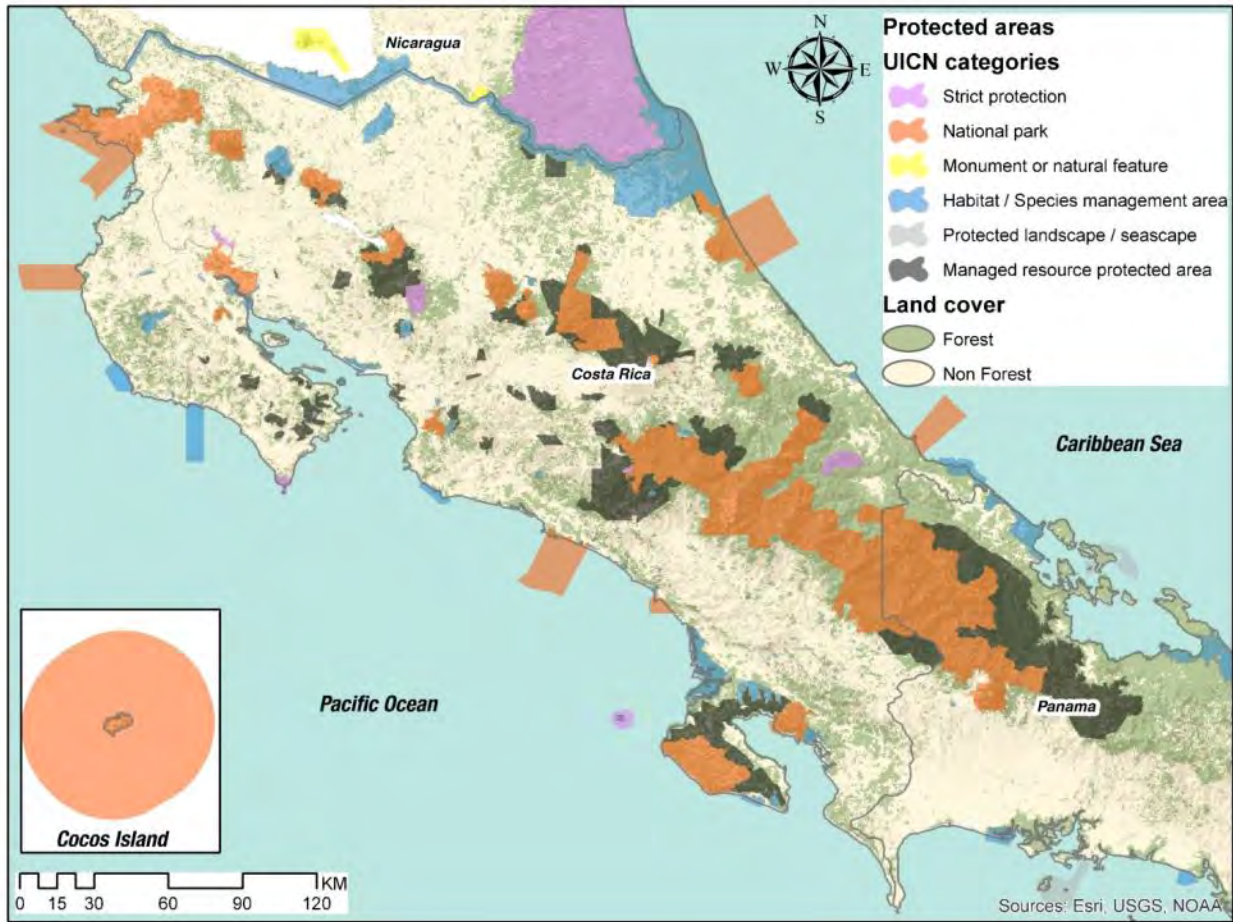 Protected areas
UICN categories
Strict protection
National park
Monument or natural feature
Habitat / Species management area
Protected landscape / seascape
Managed resource protected area
Land cover
Forest
Non Forest
N
W E
S
Nicaragua
Costa Rica
Caribbean Sea
Pacific Ocean
Panama
Cocos Island
KM
0 15 30 60 90 120
Sources: Esri, USGS, NOAA